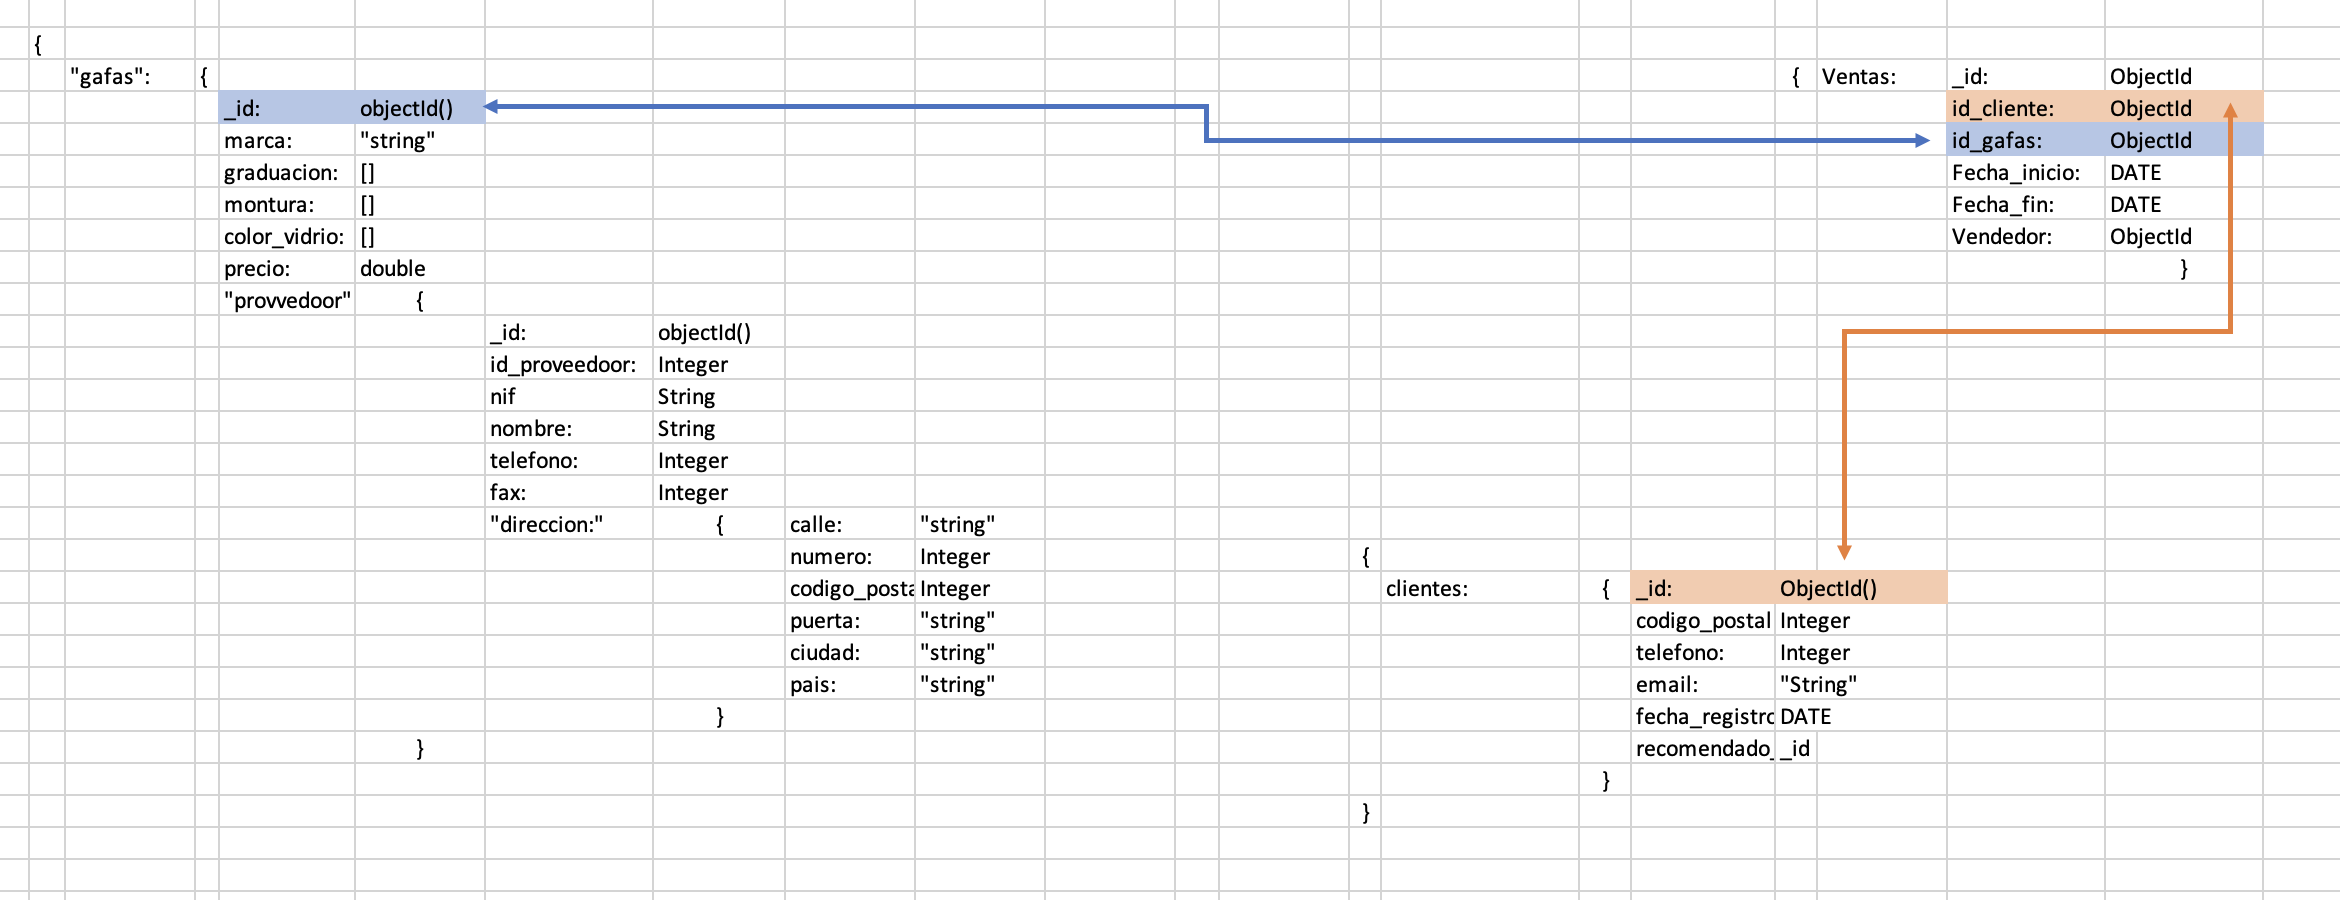 {
"gafas": {
_id: objectId()
marca: "string"
graduacion: []
montura: []
color_vidrio: []
precio: double
"provvedoor" {
_id: objectId()
id_proveedoor: Integer
nif String
nombre: String
telefono: Integer
fax: Integer
"direccion:" { calle: "string"
numero: Integer
codigo_posta Integer
puerta: "string"
ciudad: "string"
pais: "string"
}
}
{ Ventas: _id: ObjectId
id_cliente: ObjectId
id_gafas: ObjectId
Fecha_inicio: DATE
Fecha_fin: DATE
Vendedor: ObjectId
}
{
clientes: { _id: ObjectId()
codigo_postal Integer
telefono: Integer
email: "String"
fecha_registro DATE
recomendado_ _id
}
}